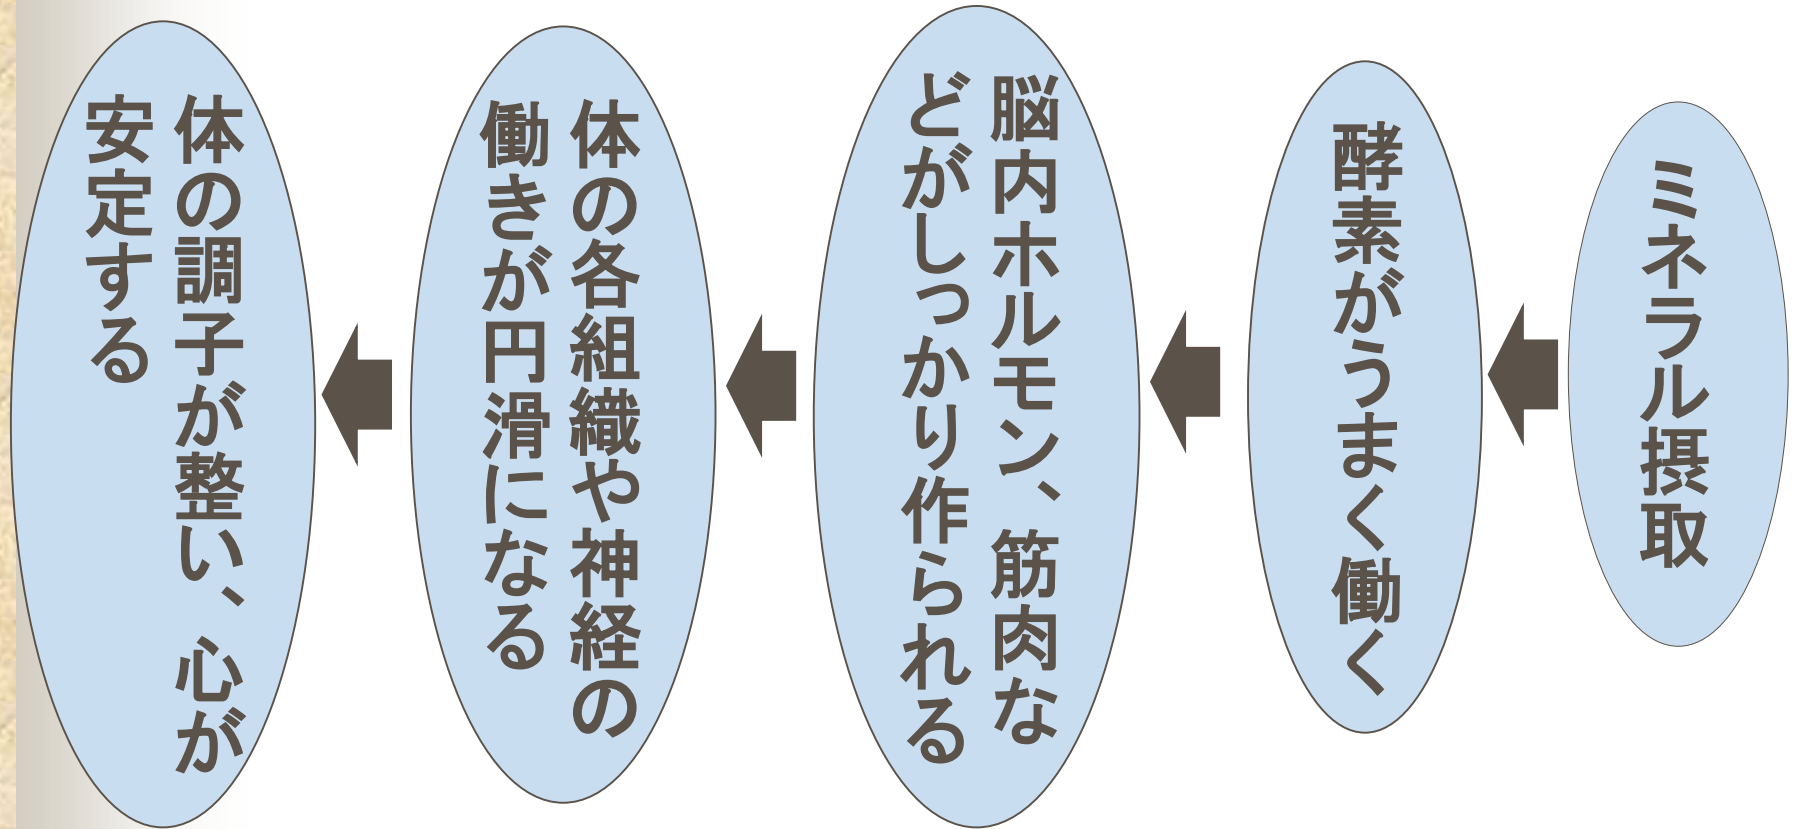 ミネラル摂取
酵素がうまく働く
脳内ホルモン、筋肉な
どがしっかり作られる
体の各組織や神経の
働きが円滑になる
体の調子が整い、心が
安定する